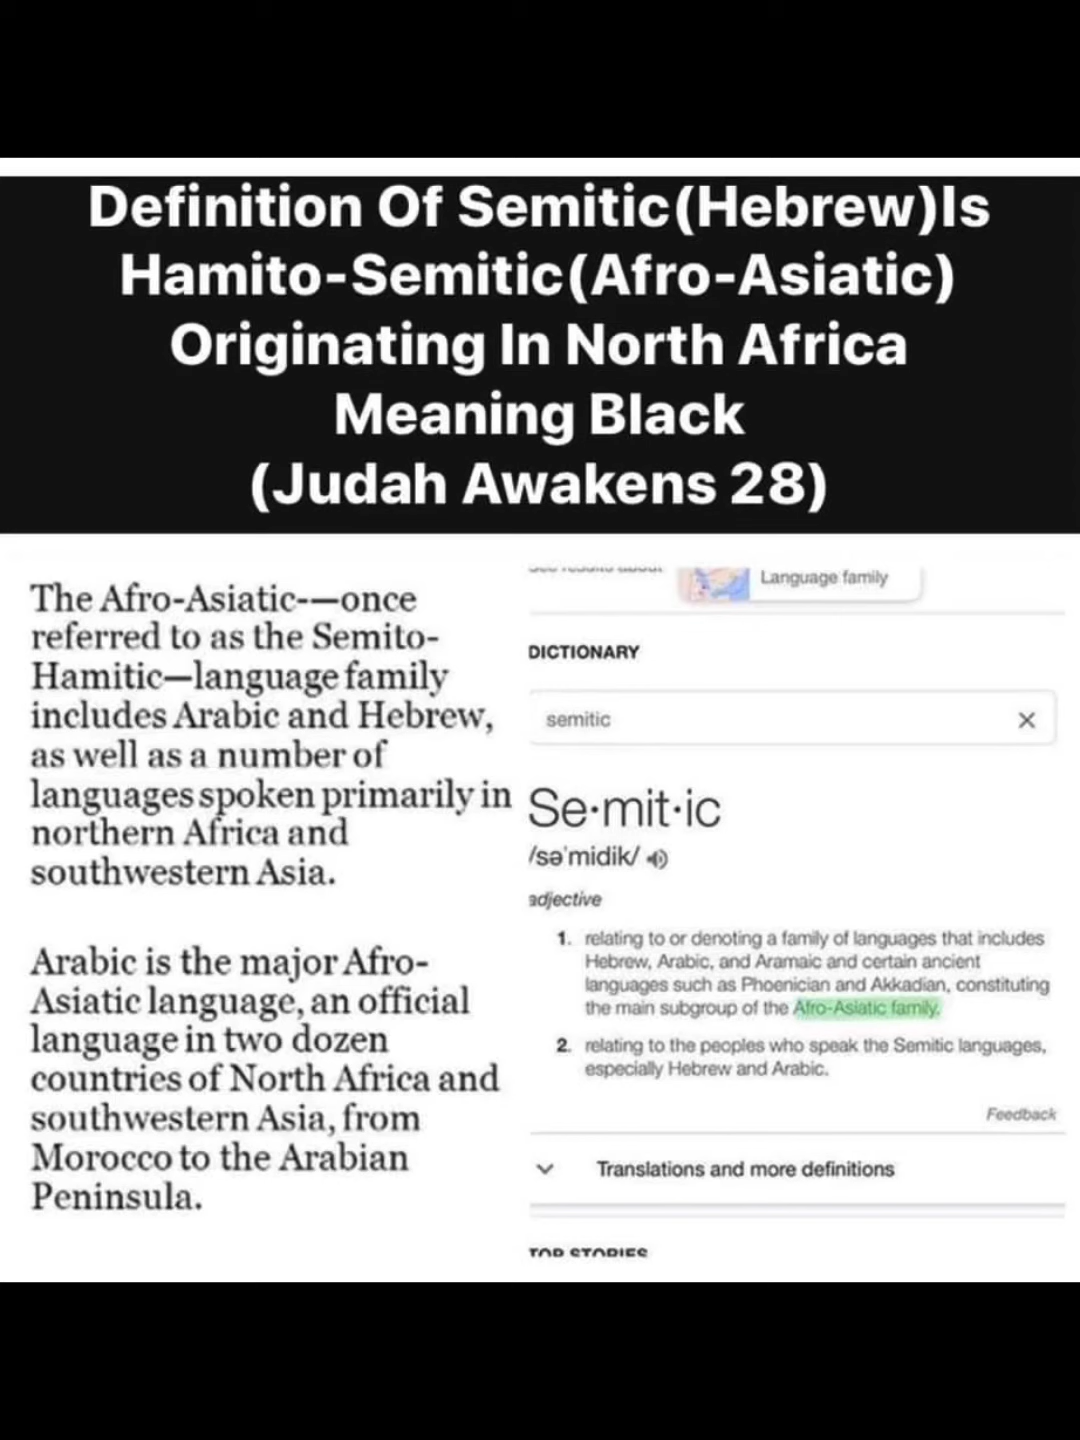 Definition Of Semitic(Hebrew)Is
Hamito-Semitic(Afro-Asiatic)
Originating In North Africa
Meaning Black
(Judah Awakens 28)
The Afro-Asiatic-—once
referred to as the Semito-
Hamitic—language family
includes Arabic and Hebrew,
as well as a number of
languages spoken primarily in
northern Africa and
southwestern Asia.
Arabic is the major Afro-
Asiatic language, an official
language in two dozen
countries of North Africa and
southwestern Asia, from
Morocco to the Arabian
Peninsula.
See results about
Language family
DICTIONARY
semitic
Se·mit·ic
/səˈmidik/
adjective
1. relating to or denoting a family of languages that includes
Hebrew, Arabic, and Aramaic and certain ancient
languages such as Phoenician and Akkadian, constituting
the main subgroup of the Afro-Asiatic family.
2. relating to the peoples who speak the Semitic languages,
especially Hebrew and Arabic.
Feedback
Translations and more definitions
TOP STORIES